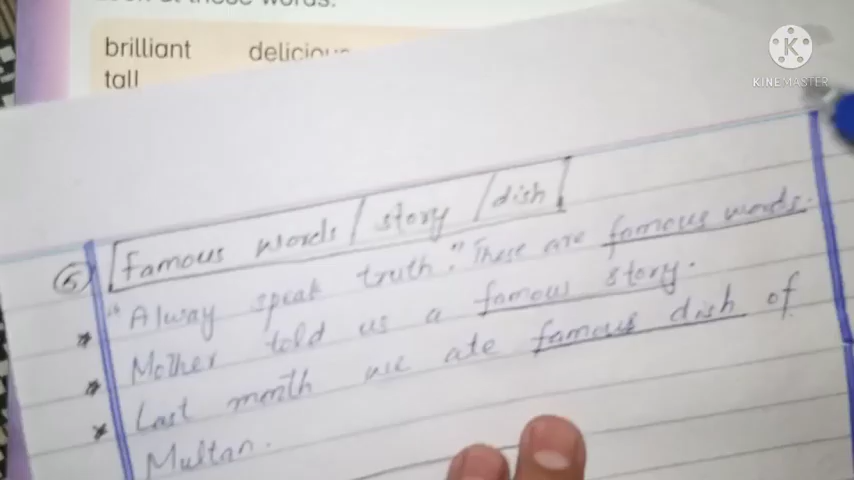 brilliant delicious
tall
KINEMASTER
(5) Famous words / story / dish
* "Alway speak truth." These are famous words.
* Mother told us a famous story.
* Last month we ate famous dish of
Multan.